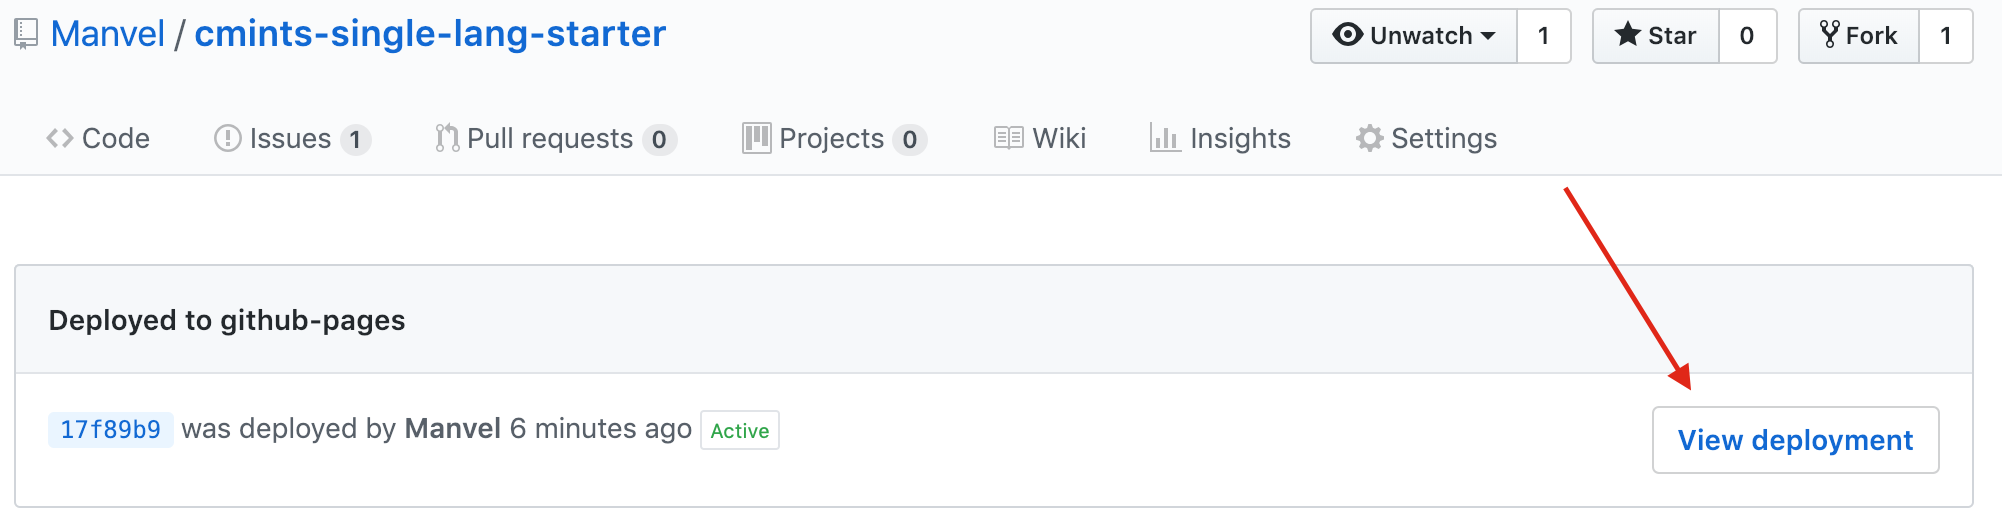 Manvel / cmints-single-lang-starter Unwatch 1 Star 0 Fork 1
Code Issues 1 Pull requests 0 Projects 0 Wiki Insights Settings
Deployed to github-pages
17f89b9 was deployed by Manvel 6 minutes ago Active
View deployment